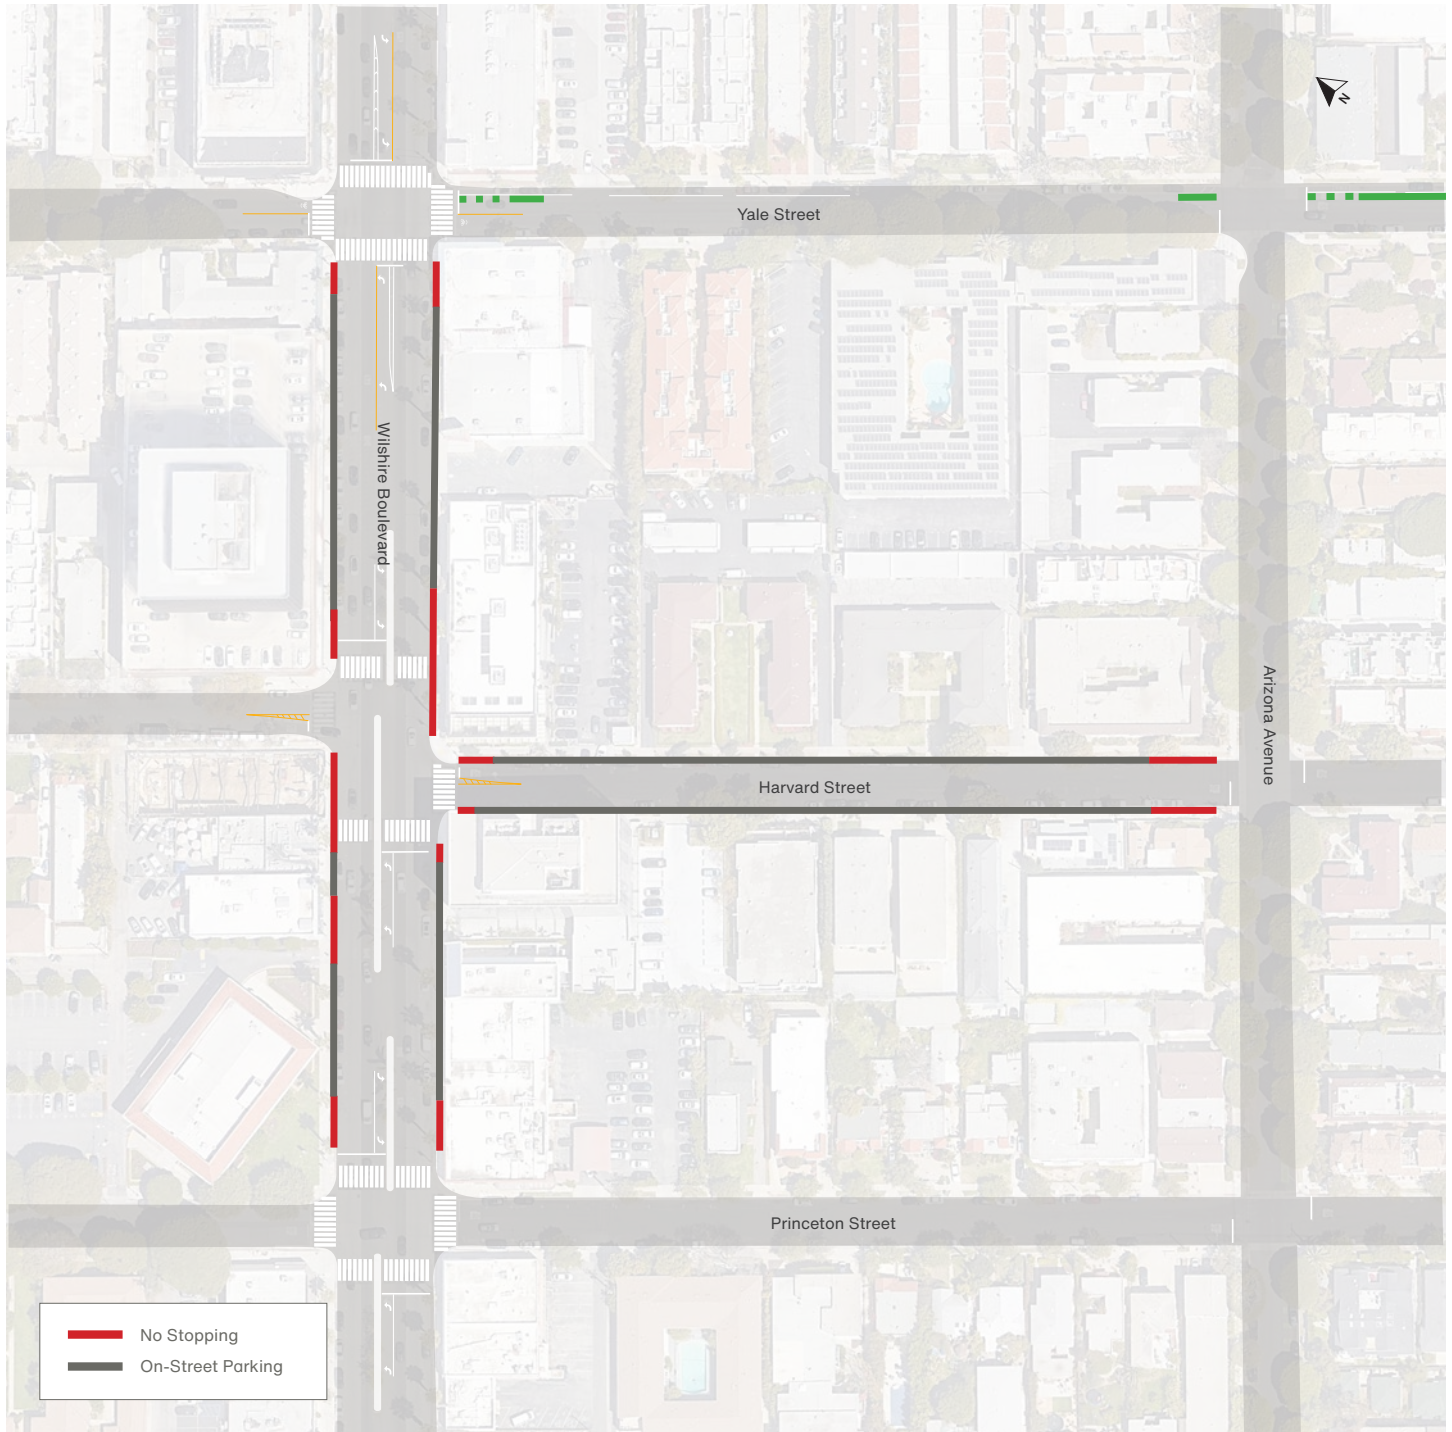 N
Yale Street
Wilshire Boulevard
Arizona Avenue
Harvard Street
Princeton Street
No Stopping
On-Street Parking